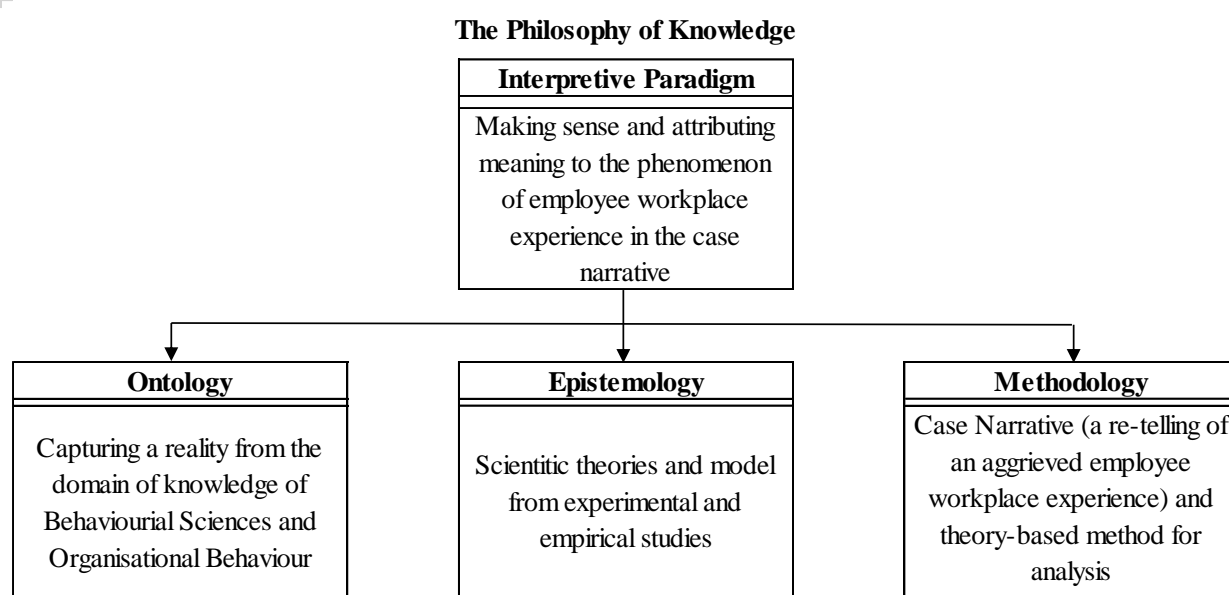 The Philosophy of Knowledge
Interpretive Paradigm
Making sense and attributing
meaning to the phenomenon
of employee workplace
experience in the case
narrative
Ontology
Capturing a reality from the
domain of knowledge of
Behaviourial Sciences and
Organisational Behaviour
Epistemology
Scientitic theories and model
from experimental and
empirical studies
Methodology
Case Narrative (a re-telling of
an aggrieved employee
workplace experience) and
theory-based method for
analysis